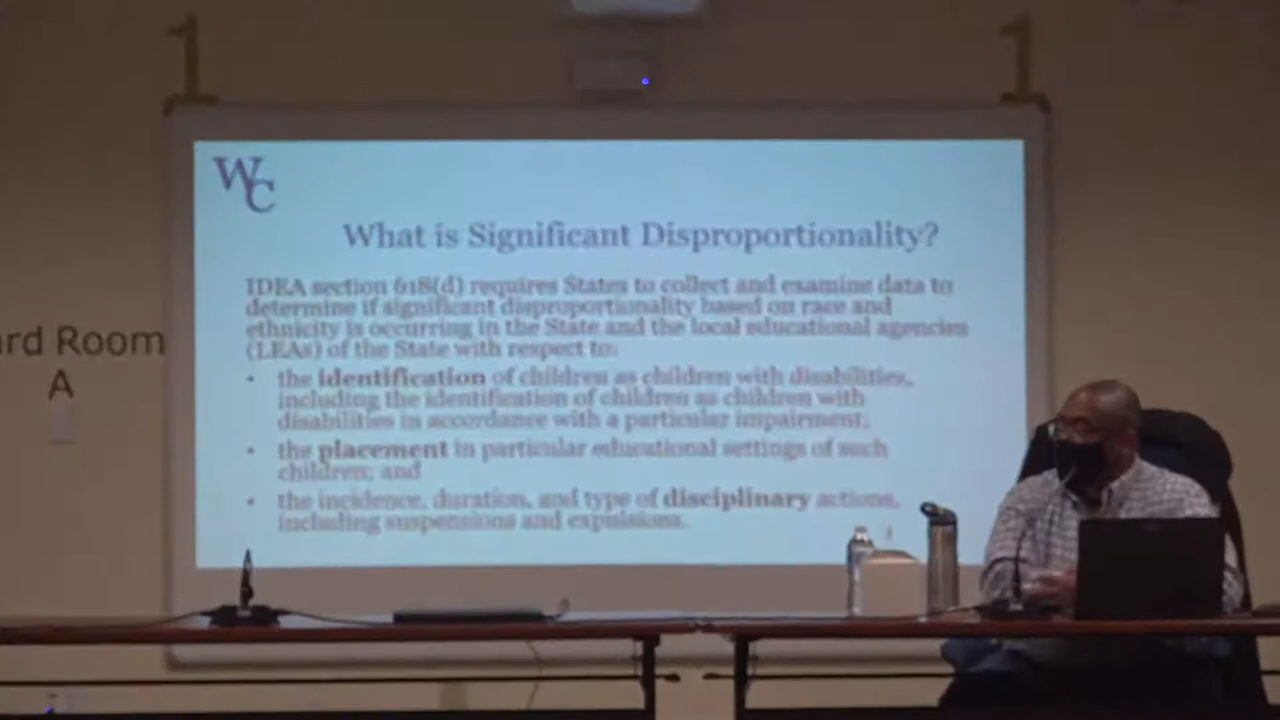 WC
What is Significant Disproportionality?
IDEA section 618(d) requires States to collect and examine data to
determine if significant disproportionality based on race and
ethnicity is occurring in the State and the local educational agencies
(LEAs) of the State with respect to:
• the identification of children as children with disabilities,
including the identification of children as children with
disabilities in accordance with a particular impairment;
• the placement in particular educational settings of such
children; and
• the incidence, duration, and type of disciplinary actions,
including suspensions and expulsions.
ard Room
A